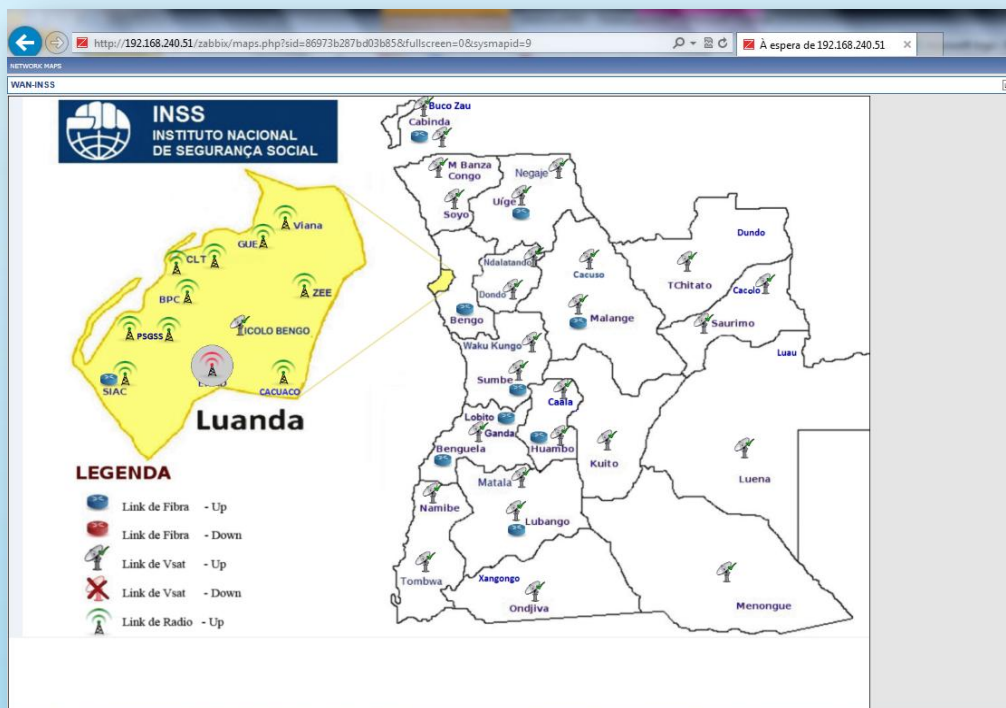 http://192.168.240.51/zabbix/maps.php?sid=86973b287bd03b85&fullscreen=0&sysmapid=9
À espera de 192.168.240.51
NETWORK MAPS
WAN-INSS
INSS
INSTITUTO NACIONAL
DE SEGURANÇA SOCIAL
Buco Zau
Cabinda
M Banza
Congo
Negaje
Soyo
Uíge
Viana
GUE
CLT
BPC
ZEE
PSGSS
ICOLO BENGO
SIAC
CACUACO
Luanda
Dundo
Ndalatando
Cacuso
TChitato
Cacolo
Dondo
Bengo
Malange
Saurimo
Waku Kungo
Luau
Sumbe
Caala
Lobito
Ganda
Benguela
Huambo
Kuito
Luena
Matala
Namibe
Lubango
Tombwa
Xangongo
Ondjiva
Menongue
LEGENDA
Link de Fibra - Up
Link de Fibra - Down
Link de Vsat - Up
Link de Vsat - Down
Link de Radio - Up